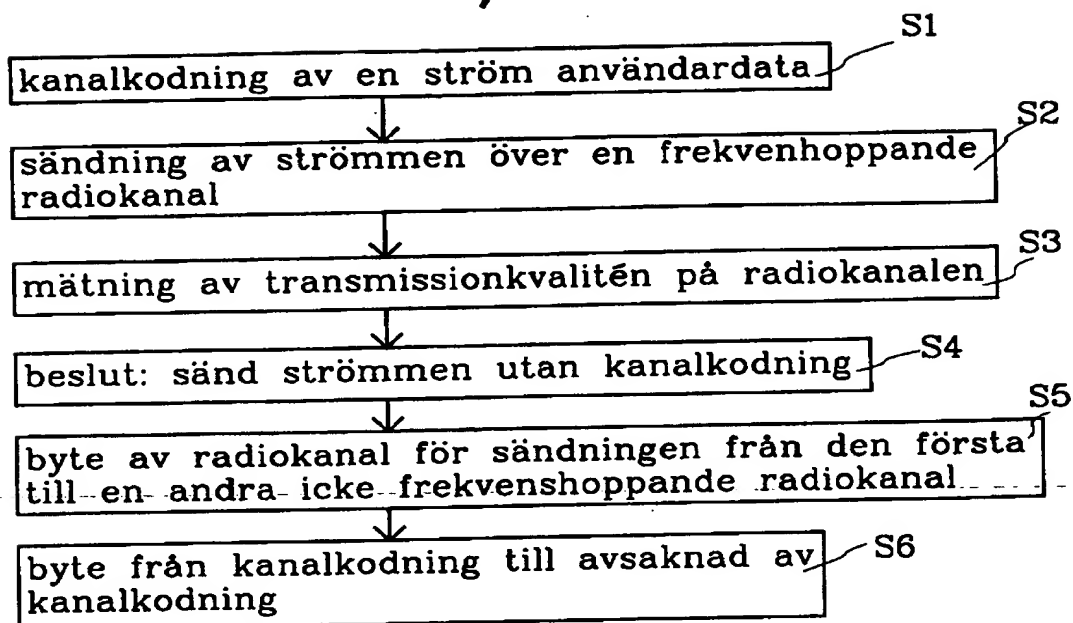 S1
kanalkodning av en ström användardata
S2
sändning av strömmen över en frekvenhoppande
radiokanal
S3
mätning av transmissionkvalitén på radiokanalen
S4
beslut: sänd strömmen utan kanalkodning
S5
byte av radiokanal för sändningen från den första
till en andra icke frekvenshoppande radiokanal
S6
byte från kanalkodning till avsaknad av
kanalkodning